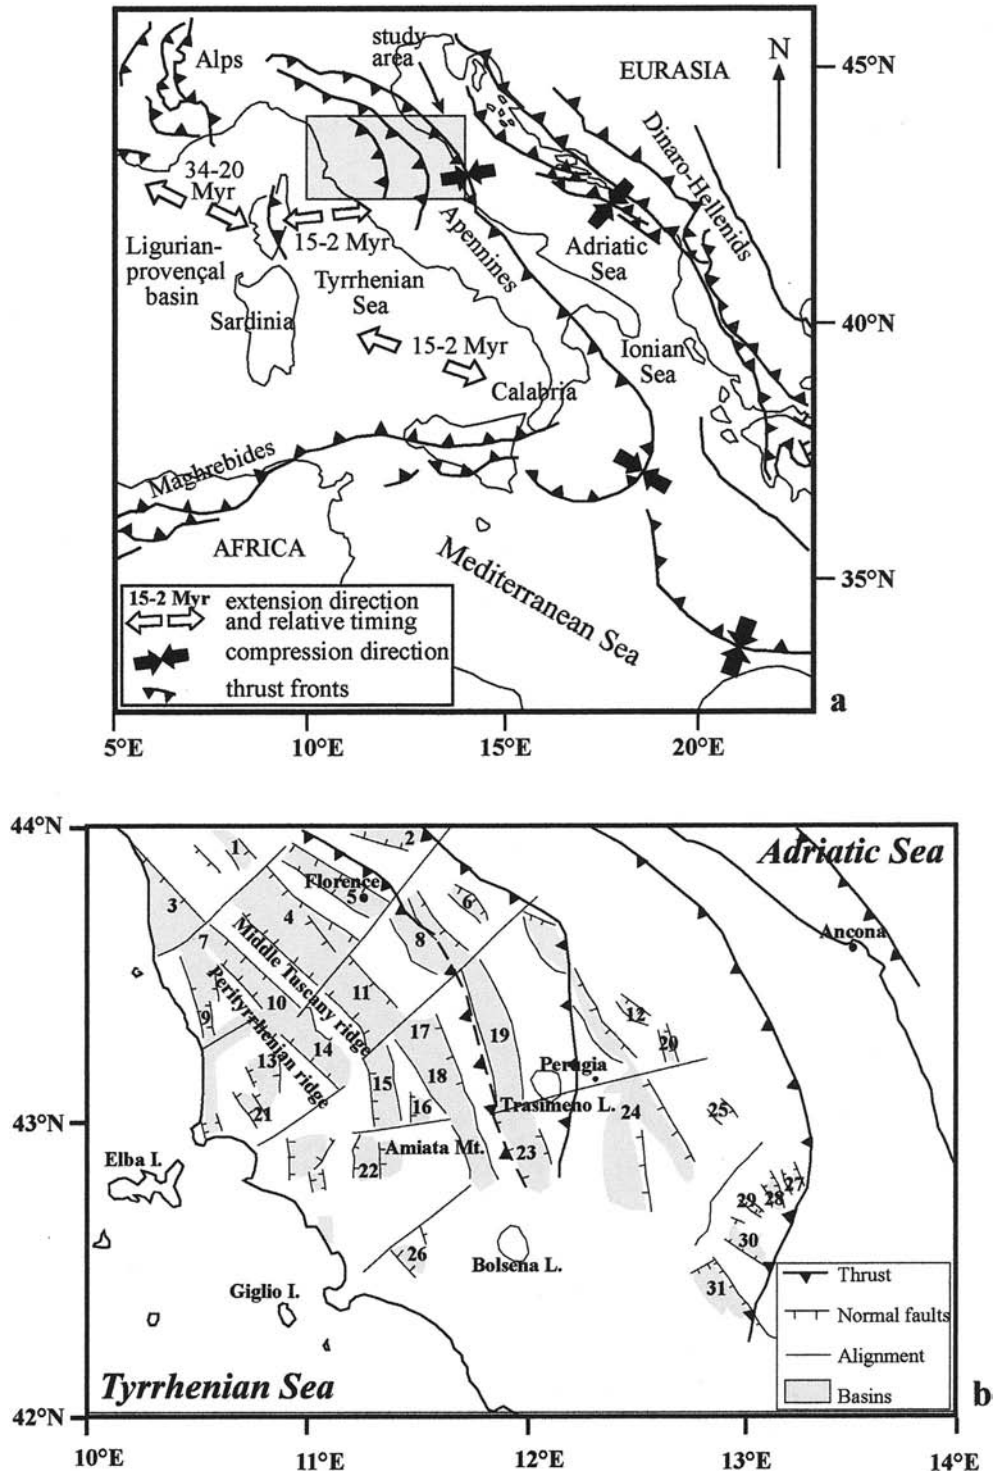 study
area
Alps
EURASIA
N
45°N
Dinaro-Hellenids
34-20
Myr
15-2 Myr
Apennines
Adriatic
Sea
Ligurian-
provençal
basin
Tyrrhenian
Sea
Sardinia
40°N
15-2 Myr
Ionian
Sea
Calabria
Maghrebides
AFRICA
Mediterranean Sea
35°N
15-2 Myr extension direction
and relative timing
compression direction
thrust fronts
a
5°E
10°E
15°E
20°E
44°N
1
2
Adriatic Sea
Florence
5
3
4
6
Ancona
7
8
Middle Tuscany ridge
Perityrrhenian ridge
9
10
11
12
13
14
15
16
17
18
19
20
Perugia
Trasimeno L.
21
24
25
43°N
Amiata Mt.
23
22
Elba I.
27
28
29
30
26
Bolsena L.
31
Giglio I.
Thrust
Normal faults
Alignment
Basins
Tyrrhenian Sea
b
42°N
10°E
11°E
12°E
13°E
14°E